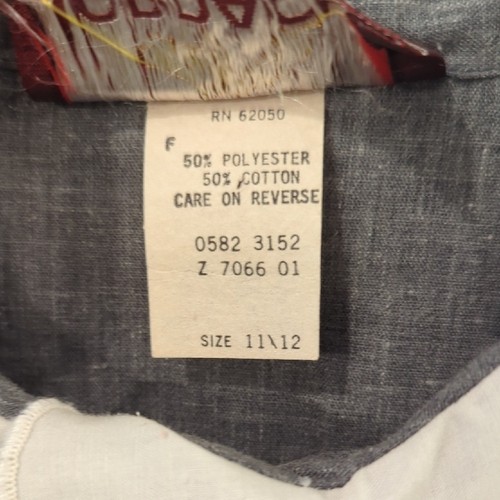 RN 62050
F
50% POLYESTER
50% COTTON
CARE ON REVERSE
0582 3152
Z 7066 01
SIZE 11\12